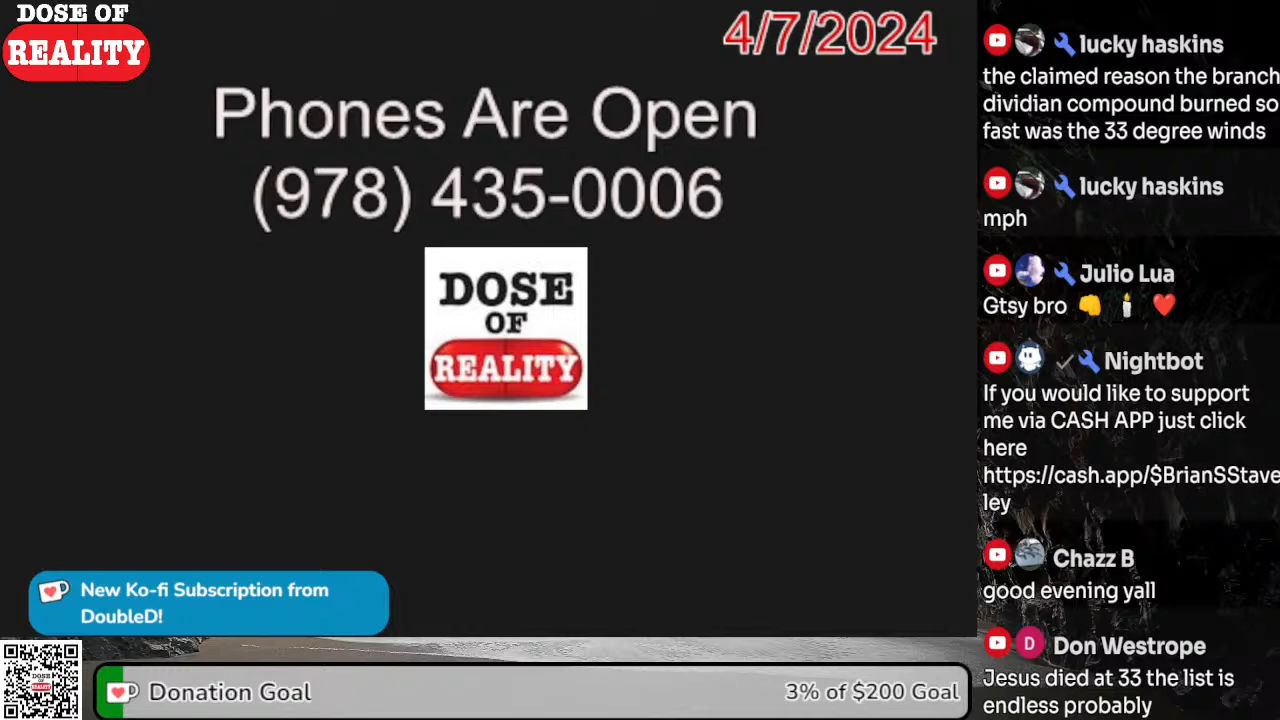 DOSE OF
REALITY
4/7/2024
Phones Are Open
(978) 435-0006
DOSE
OF
REALITY
New Ko-fi Subscription from
DoubleD!
DOSE OF
REALITY
Donation Goal
3% of $200 Goal
lucky haskins
the claimed reason the branch
dividian compound burned so
fast was the 33 degree winds
lucky haskins
mph
Julio Lua
Gtsy bro 👊 🕯️ ❤️
Nightbot
If you would like to support
me via CASH APP just click
here
https://cash.app/$BrianSStave
ley
Chazz B
good evening yall
D
Don Westrope
Jesus died at 33 the list is
endless probably